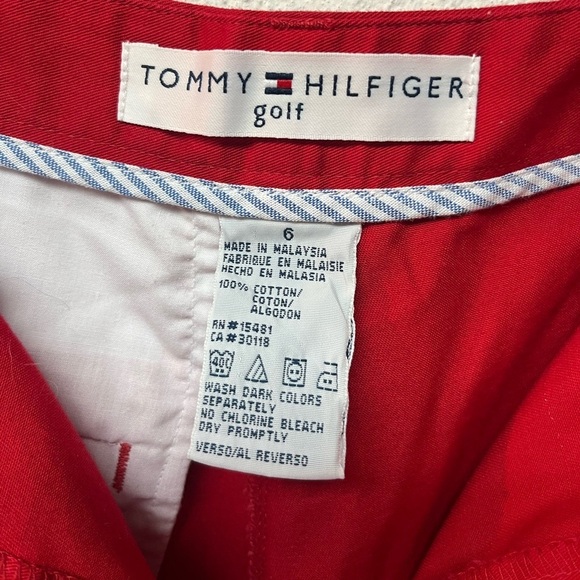 TOMMY HILFIGER
golf
6
MADE IN MALAYSIA
FABRIQUE EN MALAISIE
HECHO EN MALASIA
100% COTTON/
COTON/
ALGODON
RN#15481
CA#30118
40C
WASH DARK COLORS
SEPARATELY
NO CHLORINE BLEACH
DRY PROMPTLY
VERSO/AL REVERSO